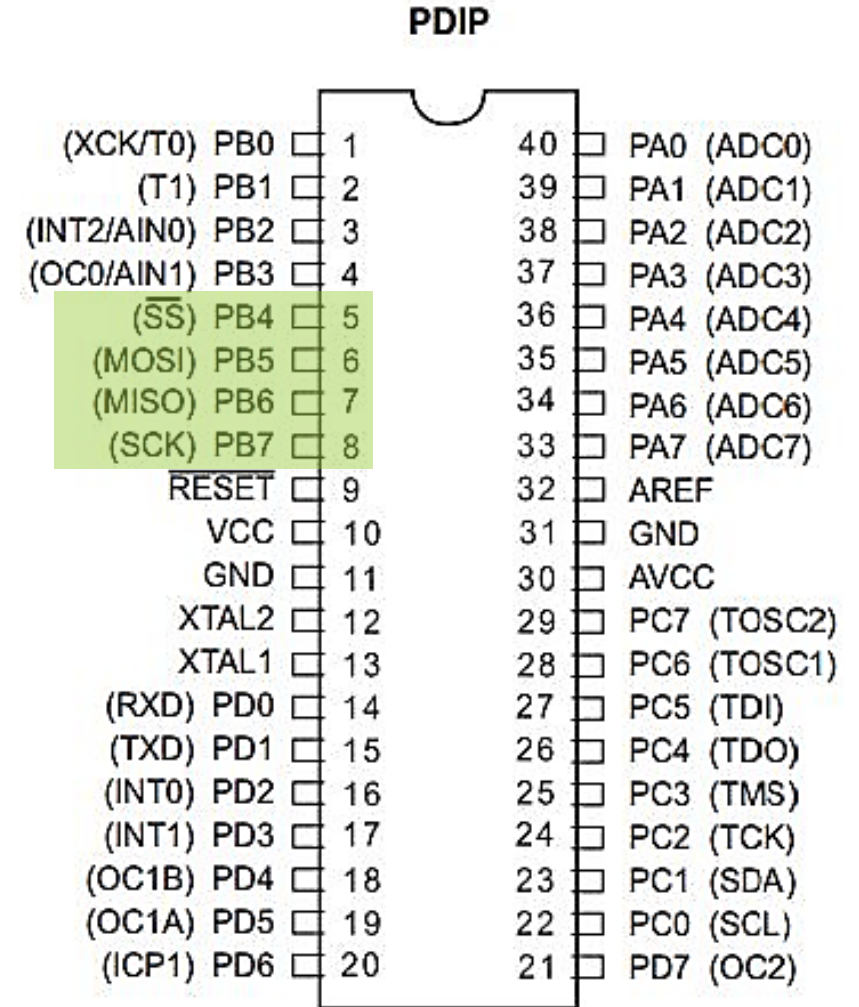 PDIP
(XCK/T0) PB0 1 40 PA0 (ADC0)
(T1) PB1 2 39 PA1 (ADC1)
(INT2/AIN0) PB2 3 38 PA2 (ADC2)
(OC0/AIN1) PB3 4 37 PA3 (ADC3)
(S̅S̅) PB4 5 36 PA4 (ADC4)
(MOSI) PB5 6 35 PA5 (ADC5)
(MISO) PB6 7 34 PA6 (ADC6)
(SCK) PB7 8 33 PA7 (ADC7)
R̅E̅S̅E̅T̅ 9 32 AREF
VCC 10 31 GND
GND 11 30 AVCC
XTAL2 12 29 PC7 (TOSC2)
XTAL1 13 28 PC6 (TOSC1)
(RXD) PD0 14 27 PC5 (TDI)
(TXD) PD1 15 26 PC4 (TDO)
(INT0) PD2 16 25 PC3 (TMS)
(INT1) PD3 17 24 PC2 (TCK)
(OC1B) PD4 18 23 PC1 (SDA)
(OC1A) PD5 19 22 PC0 (SCL)
(ICP1) PD6 20 21 PD7 (OC2)